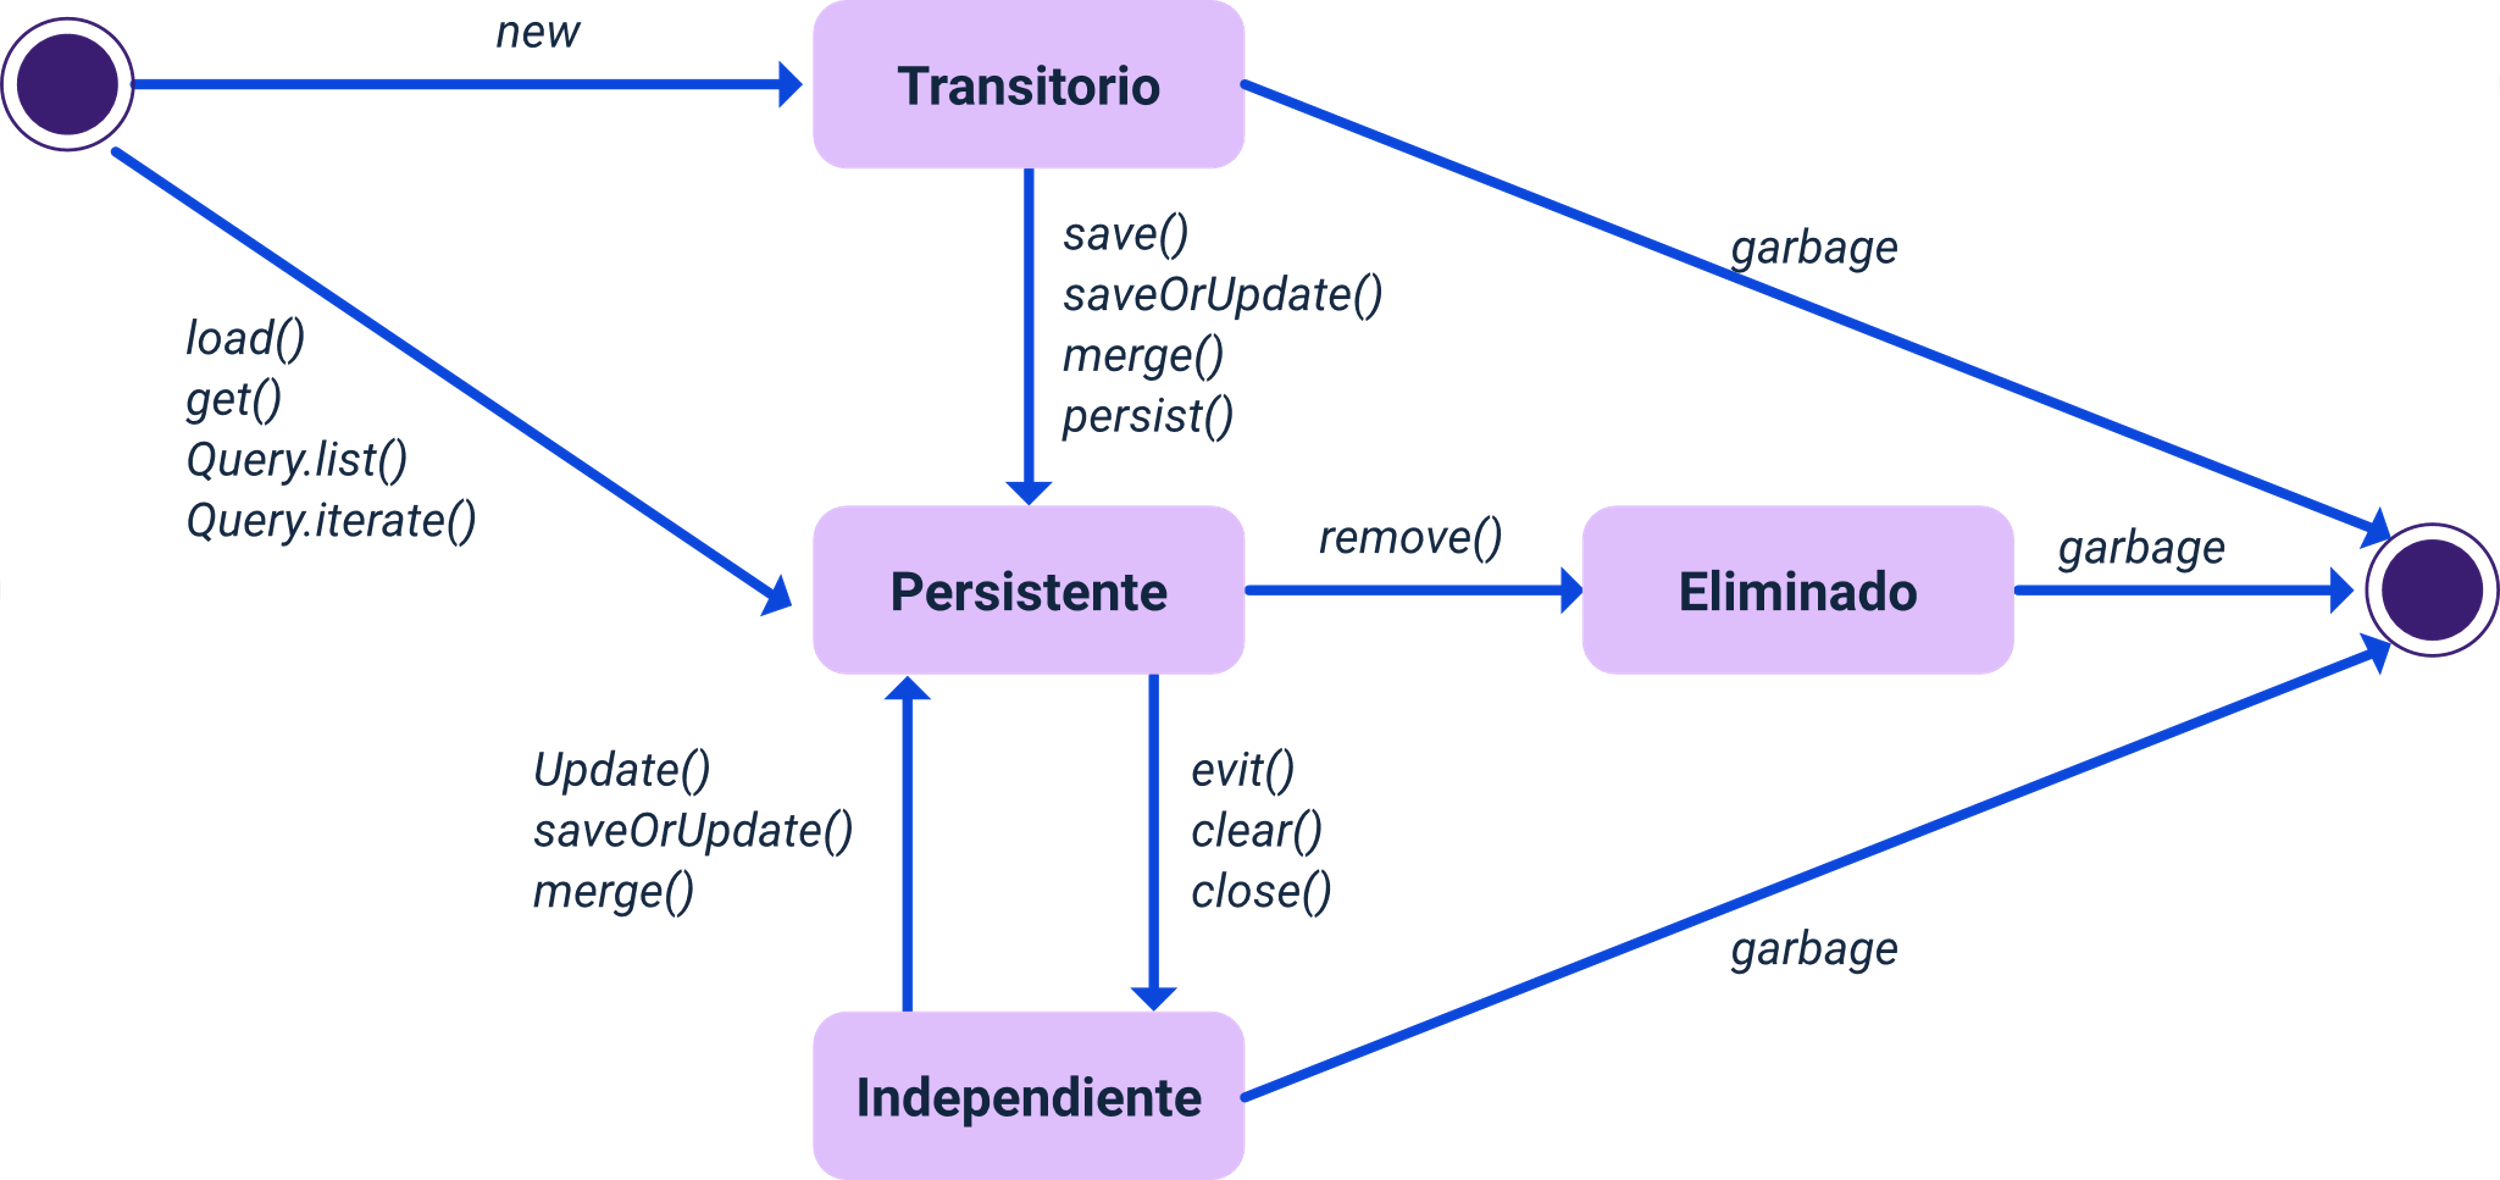 new
Transitorio
save()
saveOrUpdate()
merge()
persist()
garbage
load()
get()
Query.list()
Query.iterate()
Persistente
remove()
Eliminado
garbage
Update()
saveOrUpdate()
merge()
evit()
clear()
close()
garbage
Independiente